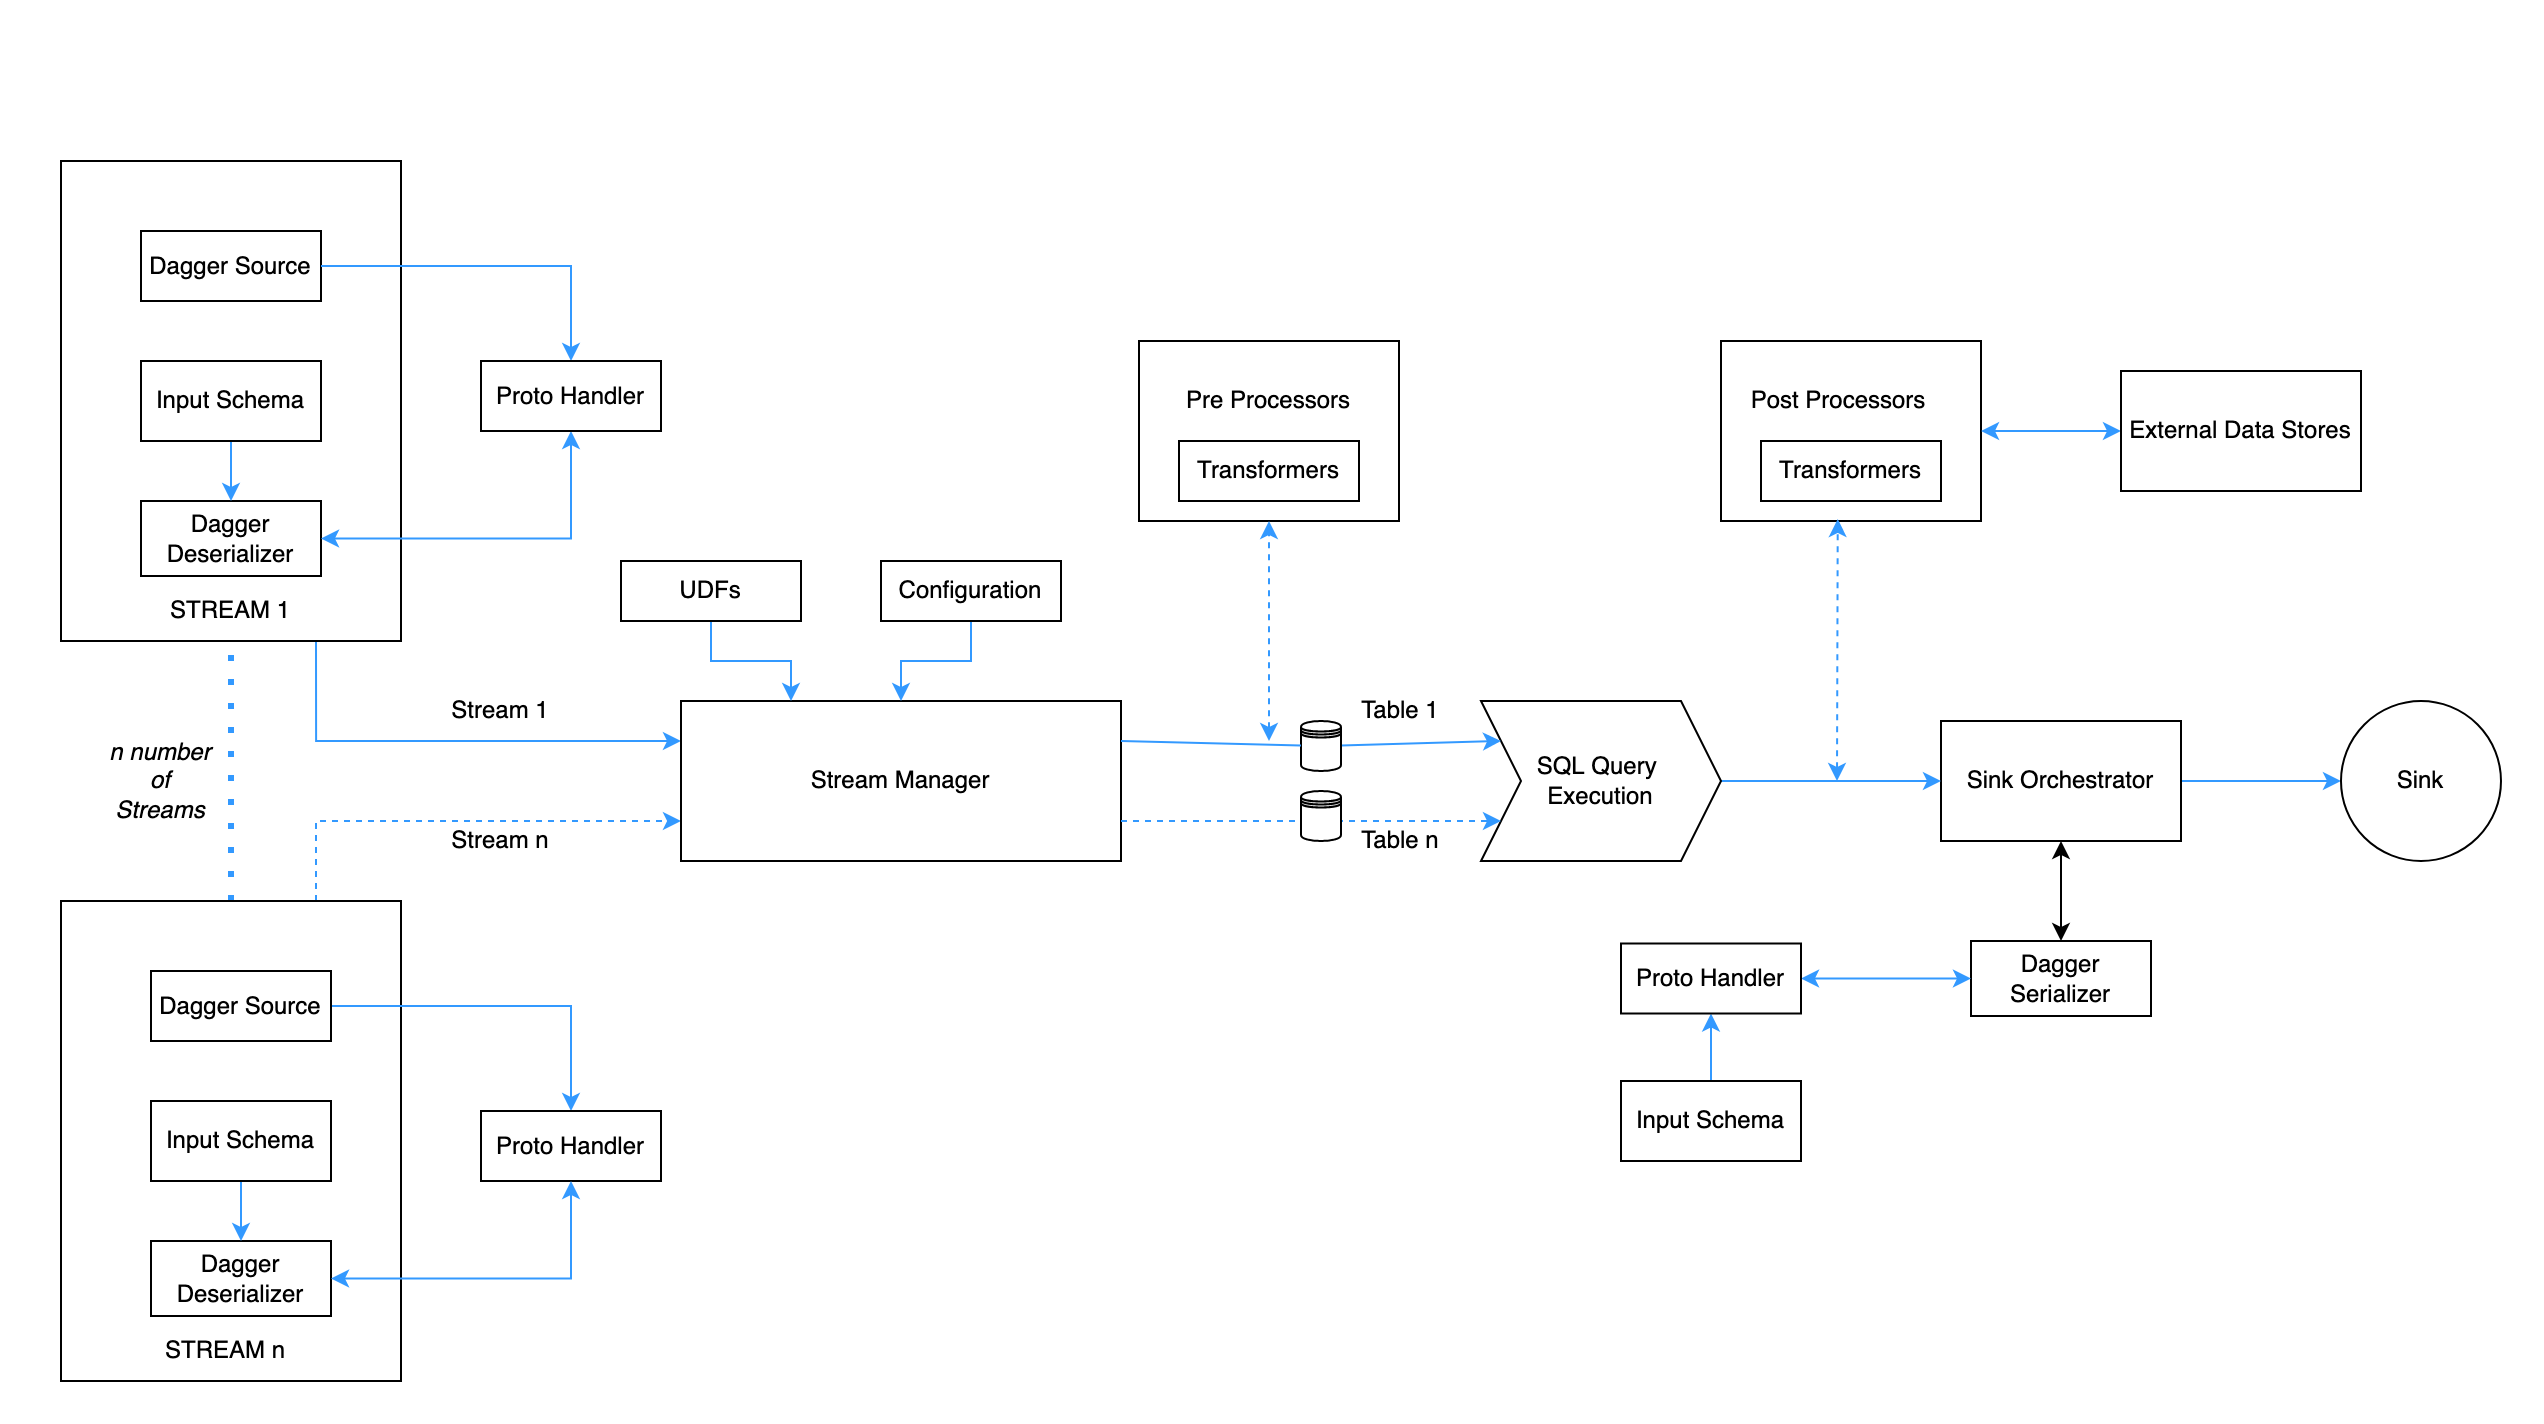 Dagger Source
Input Schema
Dagger
Deserializer
STREAM 1
Proto Handler
n number
of
Streams
Stream 1
Stream n
Dagger Source
Input Schema
Dagger
Deserializer
STREAM n
Proto Handler
UDFs
Configuration
Stream Manager
Pre Processors
Transformers
Table 1
Table n
SQL Query
Execution
Post Processors
Transformers
External Data Stores
Sink Orchestrator
Sink
Proto Handler
Dagger
Serializer
Input Schema